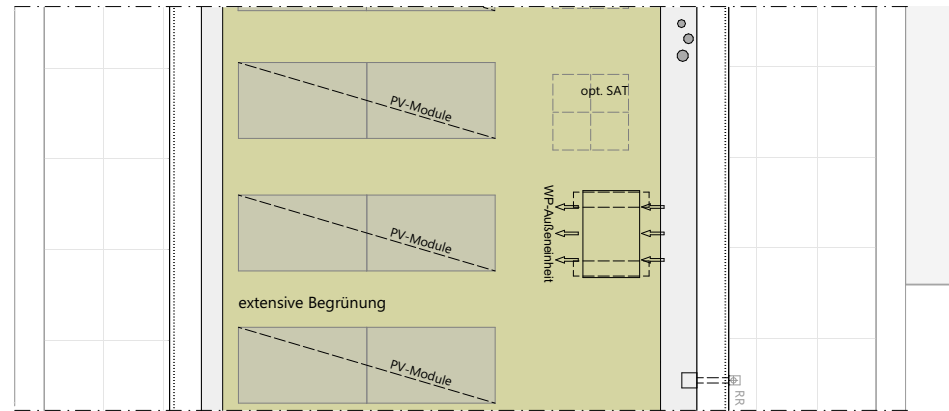 opt. SAT
PV-Module
WP-Außeneinheit
PV-Module
extensive Begrünung
PV-Module
RR